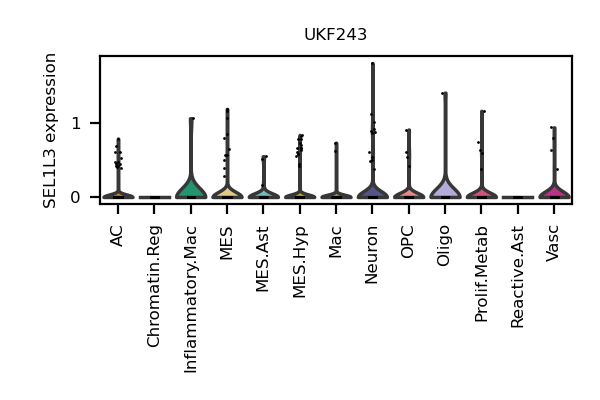 UKF243
SEL1L3 expression
1
0
AC
Chromatin.Reg
Inflammatory.Mac
MES
MES.Ast
MES.Hyp
Mac
Neuron
OPC
Oligo
Prolif.Metab
Reactive.Ast
Vasc